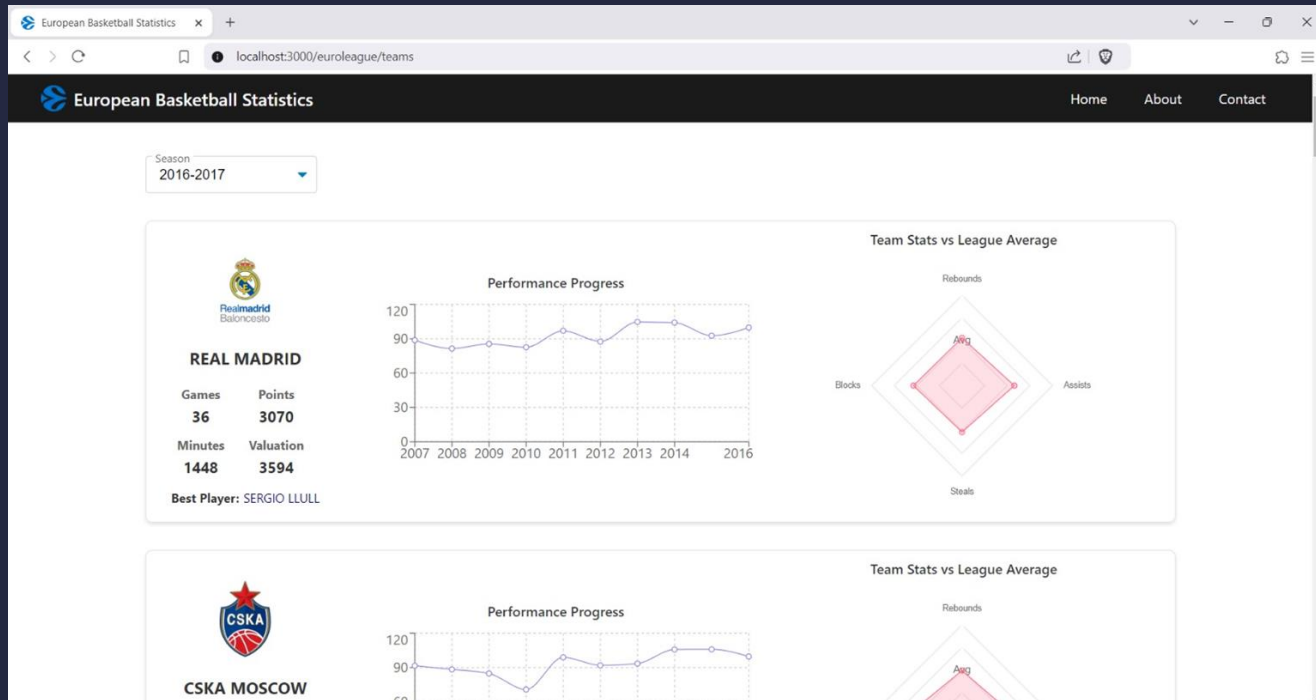 European Basketball Statistics
localhost:3000/euroleague/teams
European Basketball Statistics
Home About Contact
Season
2016-2017
Realmadrid
Baloncesto
REAL MADRID
Games Points
36 3070
Minutes Valuation
1448 3594
Best Player: SERGIO LLULL
Performance Progress
120
90
60
30
0
2007 2008 2009 2010 2011 2012 2013 2014 2016
Team Stats vs League Average
Rebounds
Avg
Blocks Assists
Steals
CSKA
CSKA MOSCOW
Performance Progress
120
90
60
Team Stats vs League Average
Rebounds
Avg